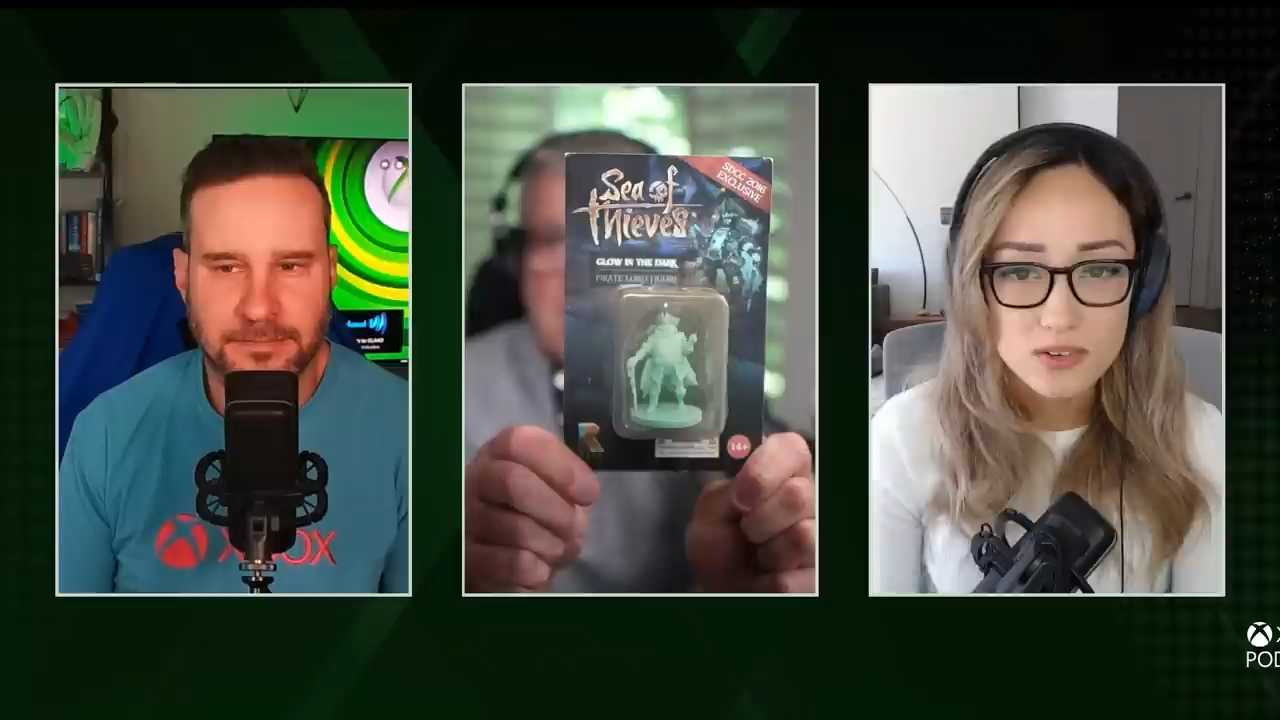 Sea of
Thieves
SDCC 2016
EXCLUSIVE
GLOW IN THE DARK
PIRATE LORD FIGURE
14+
XBOX
POD